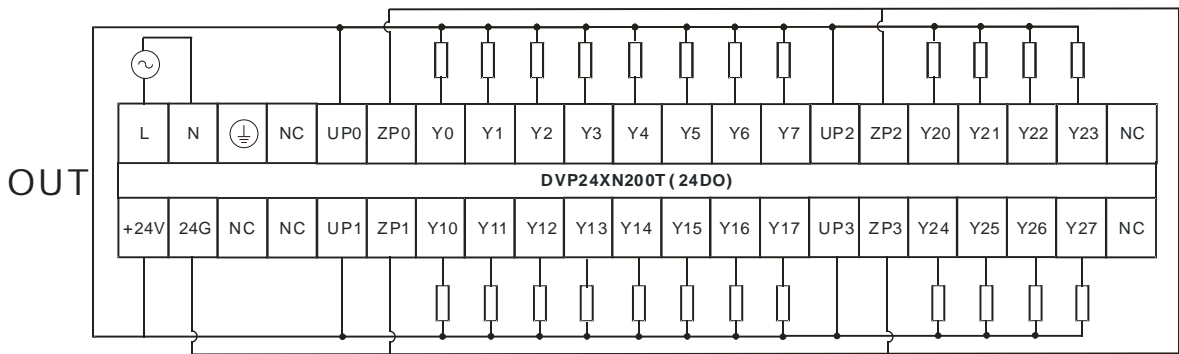 L N NC UP0 ZP0 Y0 Y1 Y2 Y3 Y4 Y5 Y6 Y7 UP2 ZP2 Y20 Y21 Y22 Y23 NC
OUT
DVP24XN200T ( 24DO)
+24V 24G NC NC UP1 ZP1 Y10 Y11 Y12 Y13 Y14 Y15 Y16 Y17 UP3 ZP3 Y24 Y25 Y26 Y27 NC